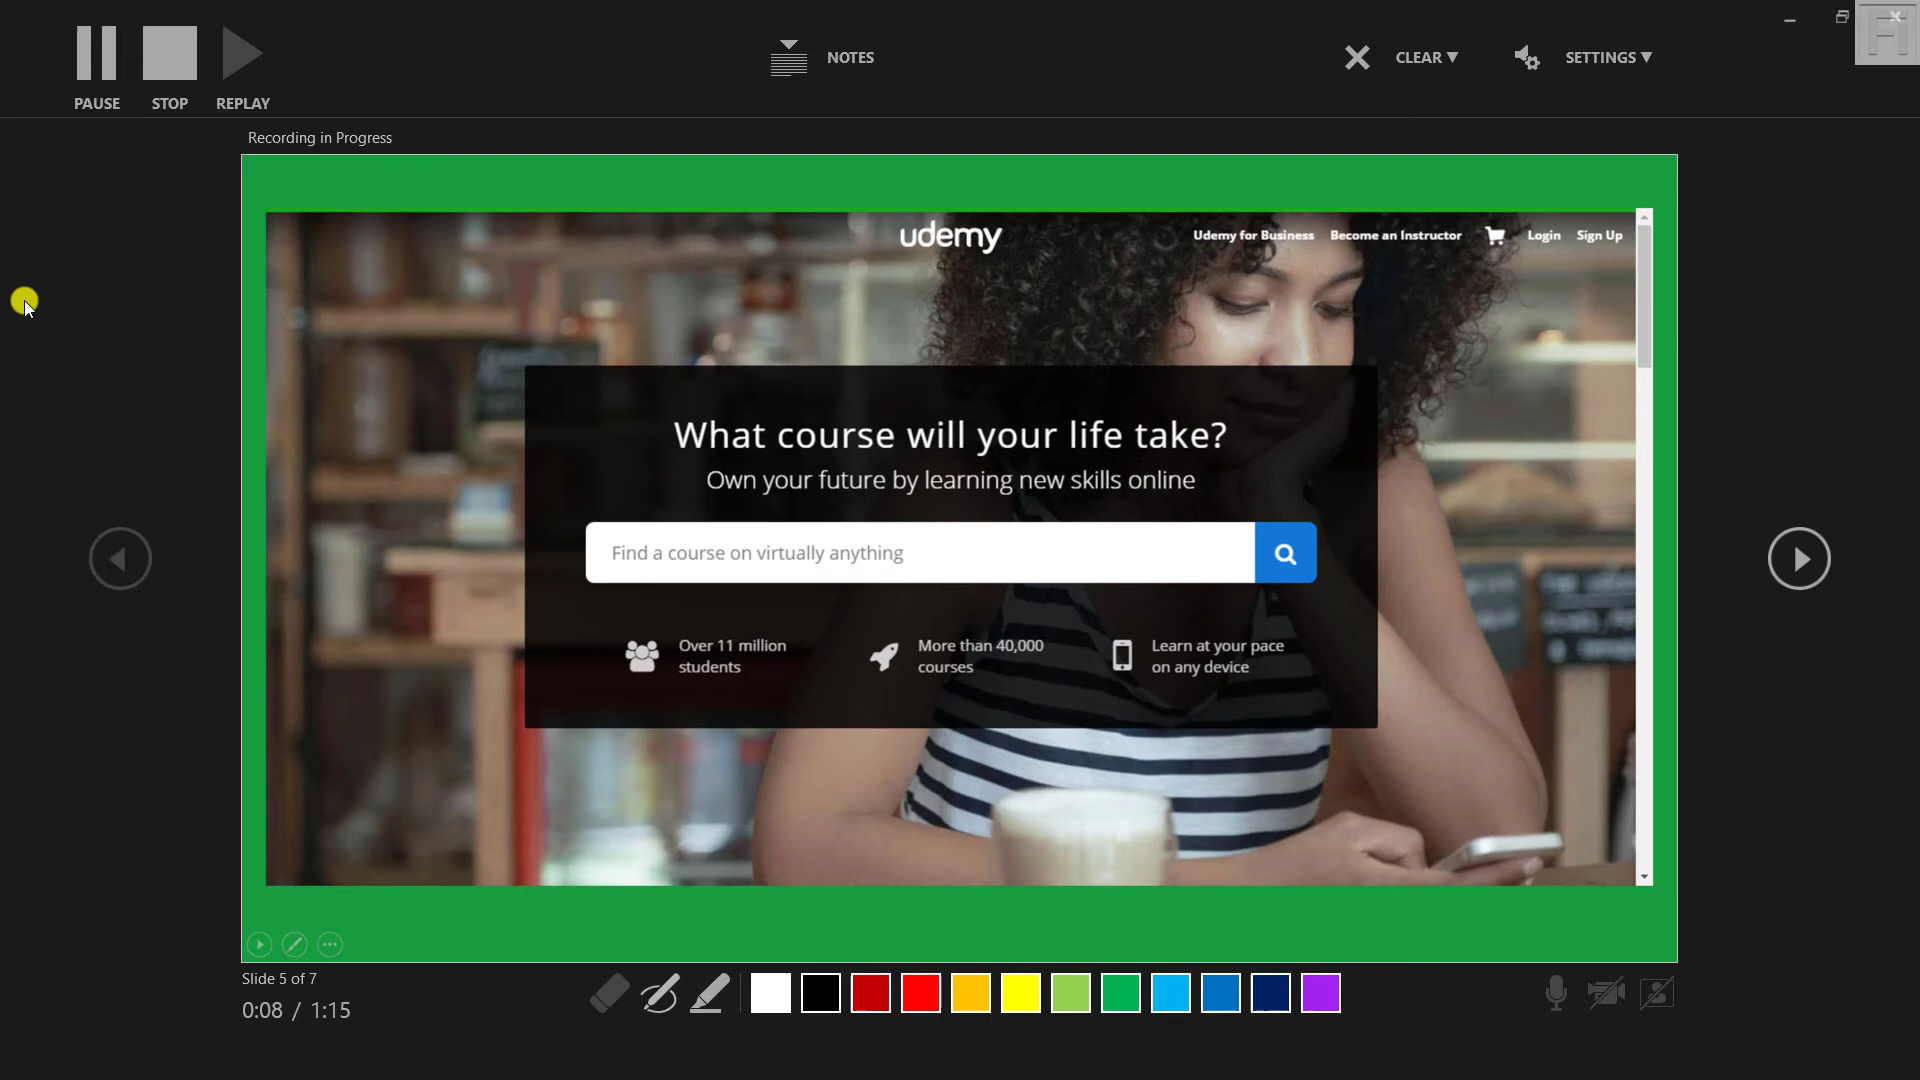 PAUSE
STOP
REPLAY
NOTES
CLEAR
SETTINGS
Recording in Progress
udemy
Udemy for Business
Become an Instructor
Login
Sign Up
What course will your life take?
Own your future by learning new skills online
Find a course on virtually anything
Over 11 million
students
More than 40,000
courses
Learn at your pace
on any device
Slide 5 of 7
0:08 / 1:15